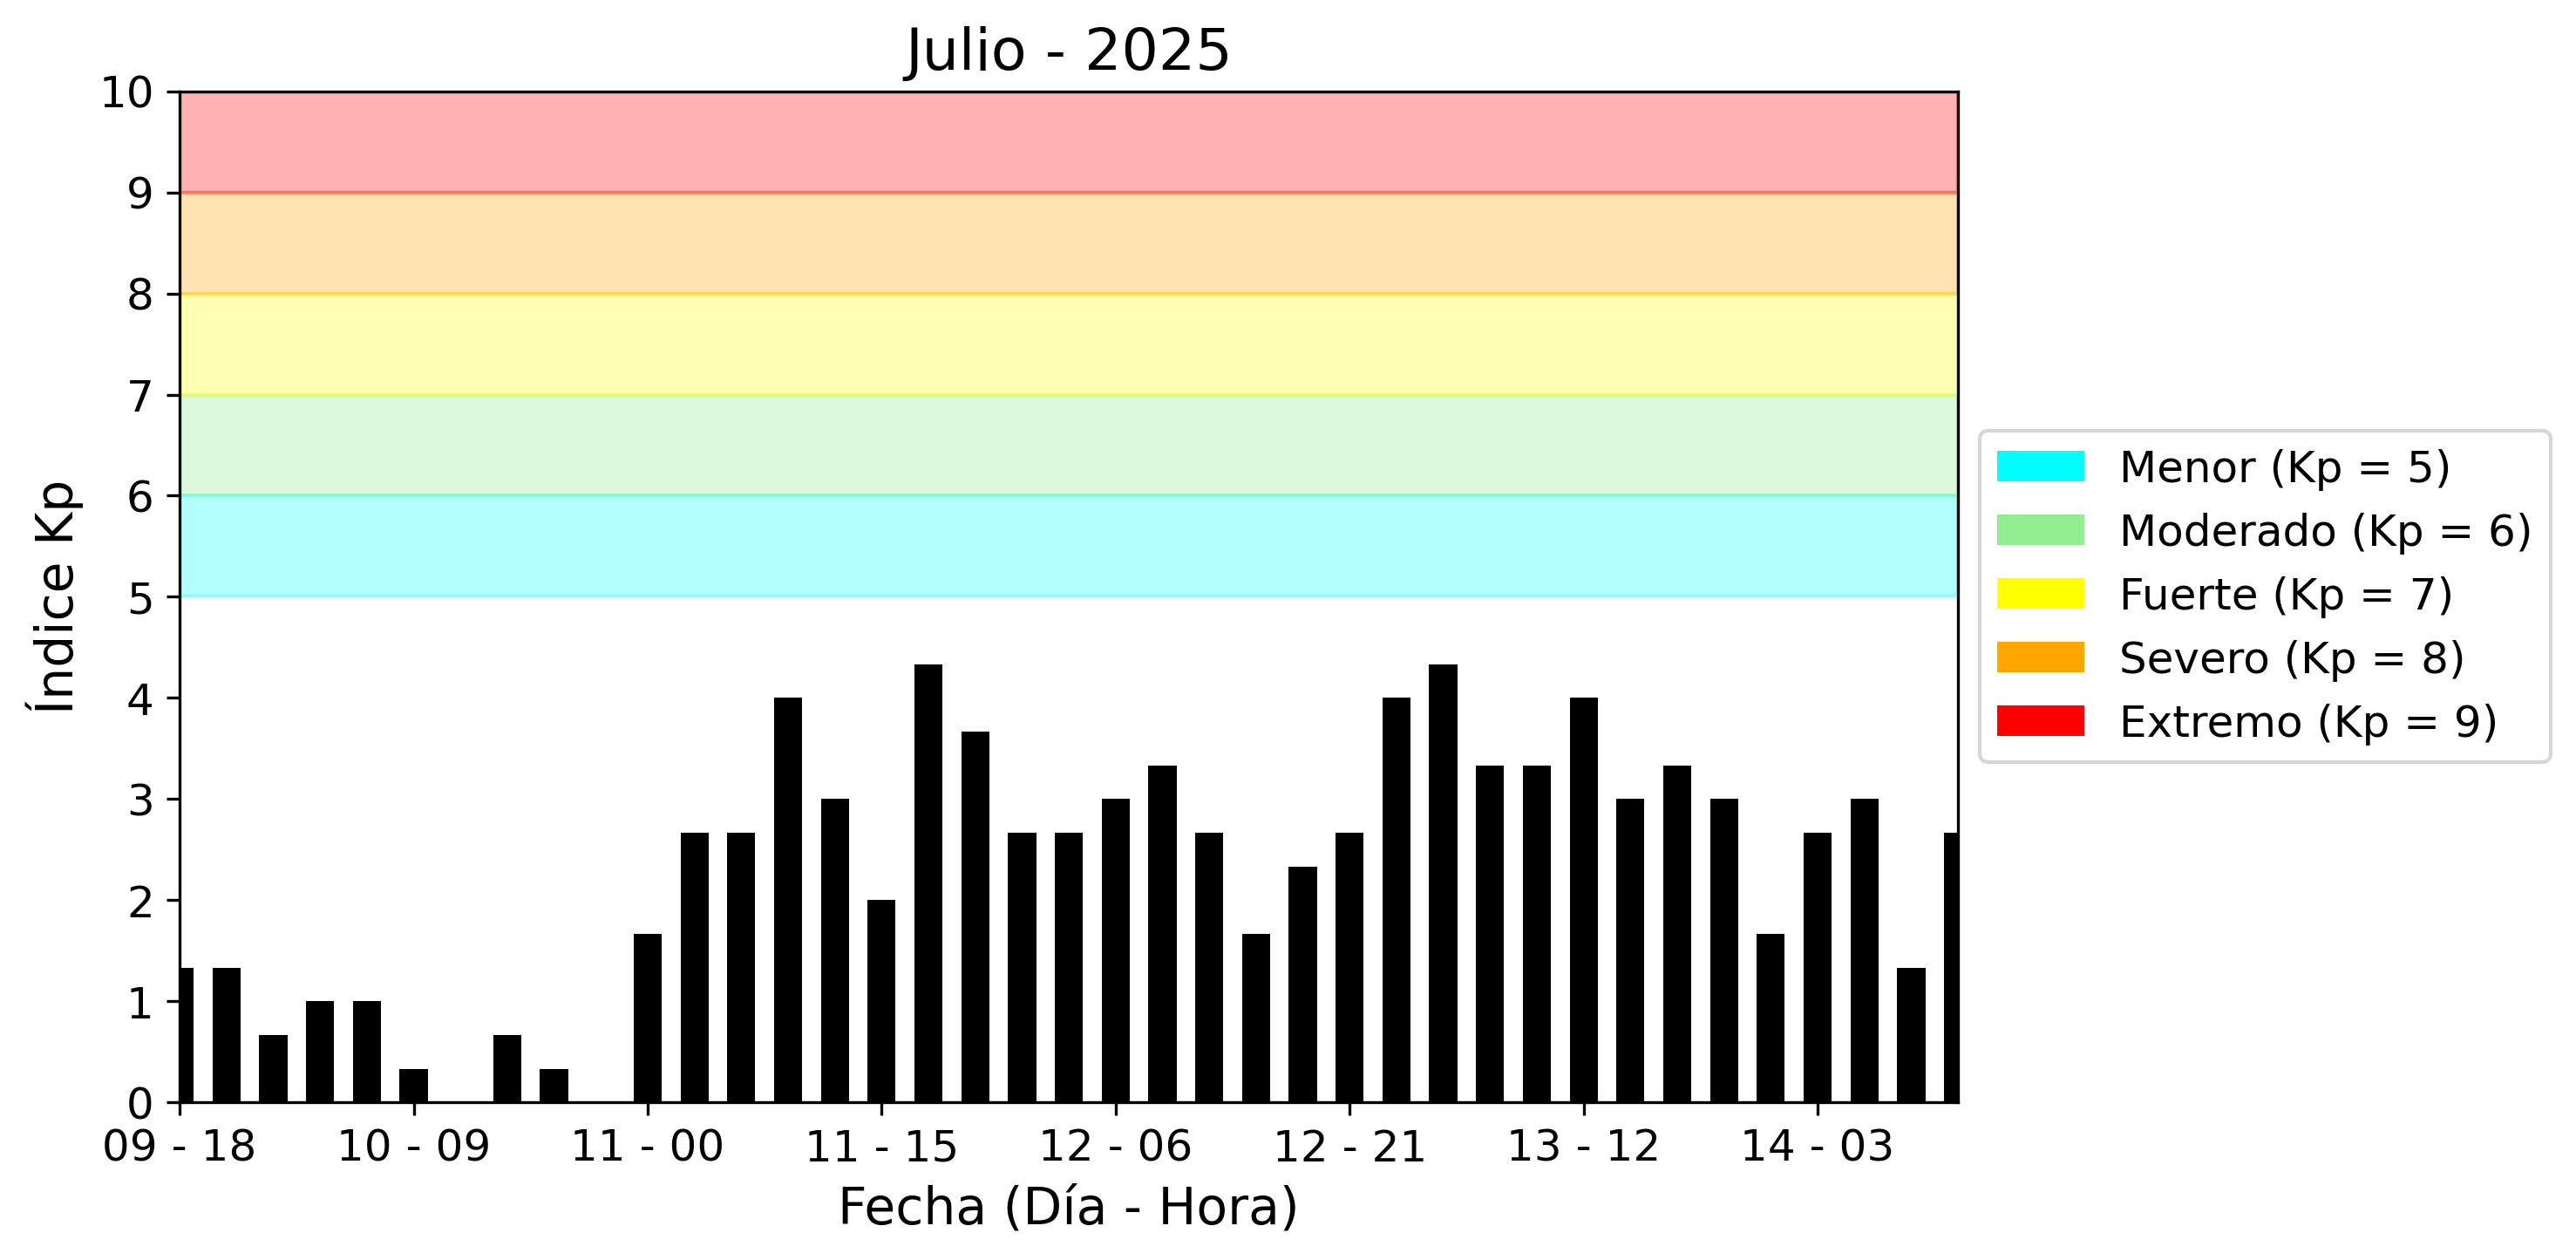 Julio - 2025
10
9
8
7
6
5
4
3
2
1
0
Índice Kp
09 - 18
10 - 09
11 - 00
11 - 15
12 - 06
12 - 21
13 - 12
14 - 03
Fecha (Día - Hora)
Menor (Kp = 5)
Moderado (Kp = 6)
Fuerte (Kp = 7)
Severo (Kp = 8)
Extremo (Kp = 9)